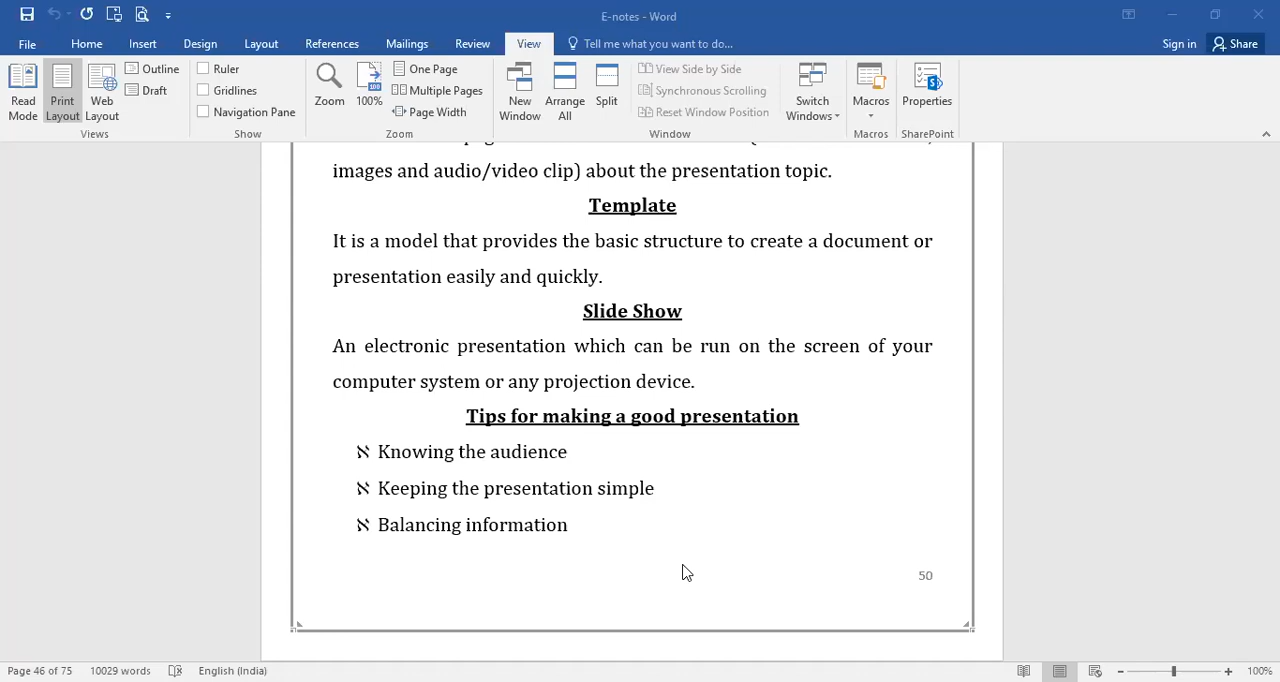 E-notes - Word
File Home Insert Design Layout References Mailings Review View Tell me what you want to do... Sign in Share
Read Mode
Print Layout
Web Layout
Outline
Draft
Views
Ruler
Gridlines
Navigation Pane
Show
Zoom
100
100%
One Page
Multiple Pages
Page Width
Zoom
New Window
Arrange All
Split
View Side by Side
Synchronous Scrolling
Reset Window Position
Window
Switch Windows
Macros
Macros
Properties
SharePoint
images and audio/video clip) about the presentation topic.
Template
It is a model that provides the basic structure to create a document or
presentation easily and quickly.
Slide Show
An electronic presentation which can be run on the screen of your
computer system or any projection device.
Tips for making a good presentation
ℵ Knowing the audience
ℵ Keeping the presentation simple
ℵ Balancing information
50
Page 46 of 75 10029 words English (India) 100%